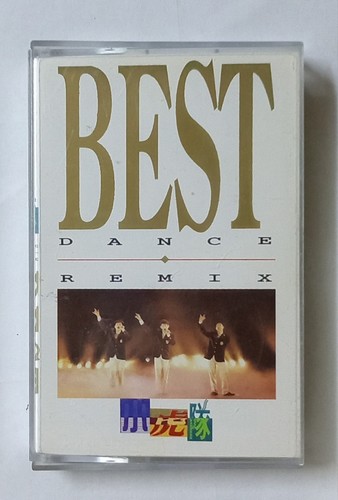 BEST
DANCE
REMIX
小虎隊